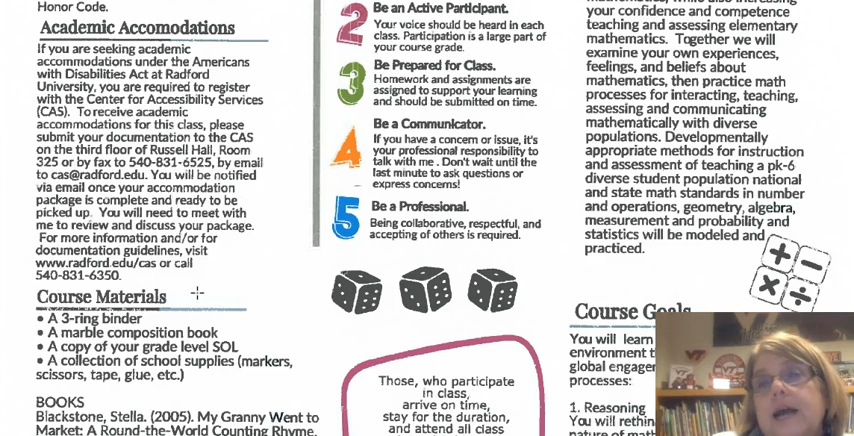 Honor Code.
Academic Accomodations
If you are seeking academic
accommodations under the Americans
with Disabilities Act at Radford
University, you are required to register
with the Center for Accessibility Services
(CAS). To receive academic
accommodations for this class, please
submit your documentation to the CAS
on the third floor of Russell Hall, Room
325 or by fax to 540-831-6525, by email
to cas@radford.edu. You will be notified
via email once your accommodation
package is complete and ready to be
picked up. You will need to meet with
me to review and discuss your package.
For more information and/or for
documentation guidelines, visit
www.radford.edu/cas or call
540-831-6350.
Course Materials
• A 3-ring binder
• A marble composition book
• A copy of your grade level SOL
• A collection of school supplies (markers,
scissors, tape, glue, etc.)
BOOKS
Blackstone, Stella. (2005). My Granny Went to
Market: A Round-the-World Counting Rhyme.
2
Be an Active Participant.
Your voice should be heard in each
class. Participation is a large part of
your course grade.
3
Be Prepared for Class.
Homework and assignments are
assigned to support your learning
and should be submitted on time.
4
Be a Communicator.
If you have a concern or issue, it's
your professional responsibility to
talk with me . Don't wait until the
last minute to ask questions or
express concerns!
5
Be a Professional.
Being collaborative, respectful, and
accepting of others is required.
Those, who participate
in class,
arrive on time,
stay for the duration,
and attend all class
your confidence and competence
teaching and assessing elementary
mathematics. Together we will
examine your own experiences,
feelings, and beliefs about
mathematics, then practice math
processes for interacting, teaching,
assessing and communicating
mathematically with diverse
populations. Developmentally
appropriate methods for instruction
and assessment of teaching a pk-6
diverse student population national
and state math standards in number
and operations, geometry, algebra,
measurement and probability and
statistics will be modeled and
practiced.
+ −
× ÷
Course Goals
You will learn
environment
global
processes:
1. Reasoning
You will
nature of